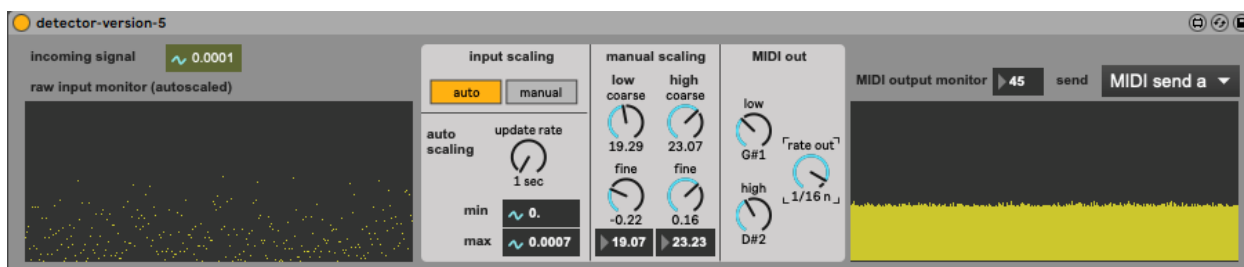 detector-version-5
incoming signal 0.0001
raw input monitor (autoscaled)
input scaling
auto manual
auto scaling
update rate
1 sec
min 0.
max 0.0007
manual scaling
low coarse
19.29
high coarse
23.07
fine
-0.22
fine
0.16
19.07 23.23
MIDI out
low
G#1
high
D#2
rate out
1/16 n
MIDI output monitor 45 send MIDI send a